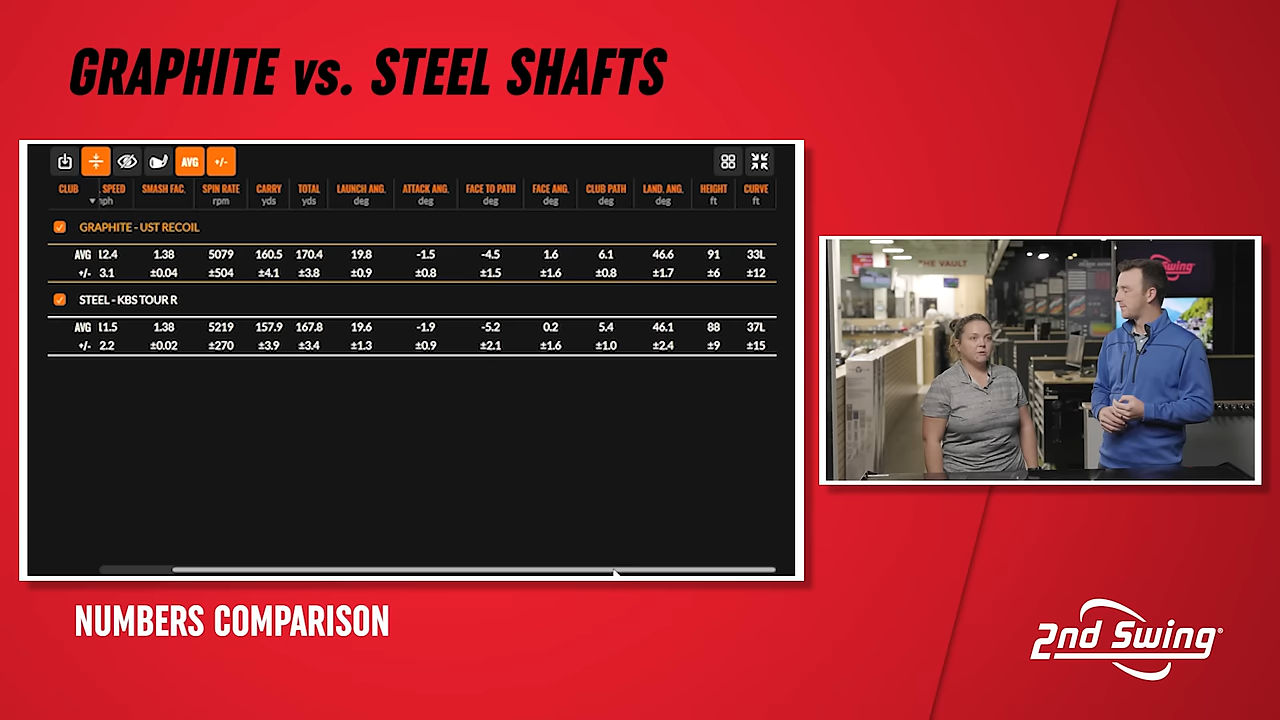 GRAPHITE vs. STEEL SHAFTS
AVG +/-
CLUB SPEED SMASH FAC. SPIN RATE CARRY TOTAL LAUNCH ANG. ATTACK ANG. FACE TO PATH FACE ANG. CLUB PATH LAND. ANG. HEIGHT CURVE
mph rpm yds yds deg deg deg deg deg deg ft ft
GRAPHITE - UST RECOIL
AVG 12.4 1.38 5079 160.5 170.4 19.8 -1.5 -4.5 1.6 6.1 46.6 91 33L
+/- 3.1 ±0.04 ±504 ±4.1 ±3.8 ±0.9 ±0.8 ±1.5 ±1.6 ±0.8 ±1.7 ±6 ±12
STEEL - KBS TOUR R
AVG 11.5 1.38 5219 157.9 167.8 19.6 -1.9 -5.2 0.2 5.4 46.1 88 37L
+/- 2.2 ±0.02 ±270 ±3.9 ±3.4 ±1.3 ±0.9 ±2.1 ±1.6 ±1.0 ±2.4 ±9 ±15
THE VAULT
NUMBERS COMPARISON
2nd Swing®